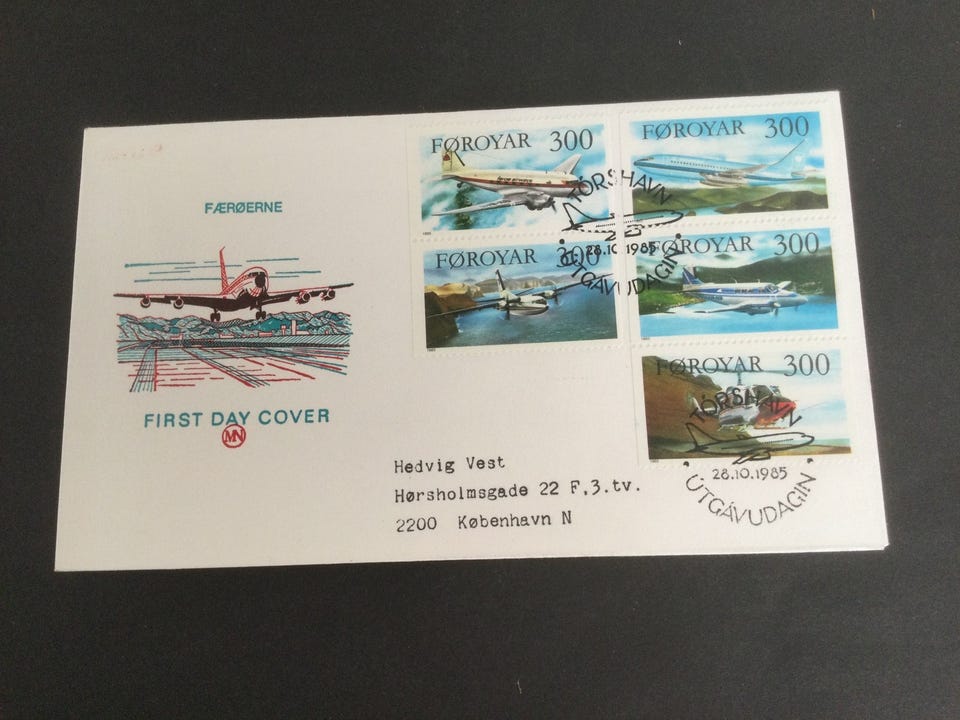 FÆRØERNE
FIRST DAY COVER
MN
FØROYAR 300
FØROYAR 300
FØROYAR 300
FØROYAR 300
FØROYAR 300
TÓRSHAVN
28.10.1985
ÚTGÁVUDAGIN
TÓRSHAVN
28.10.1985
ÚTGÁVUDAGIN
Hedvig Vest
Hørsholmsgade 22 F,3.tv.
2200 København N